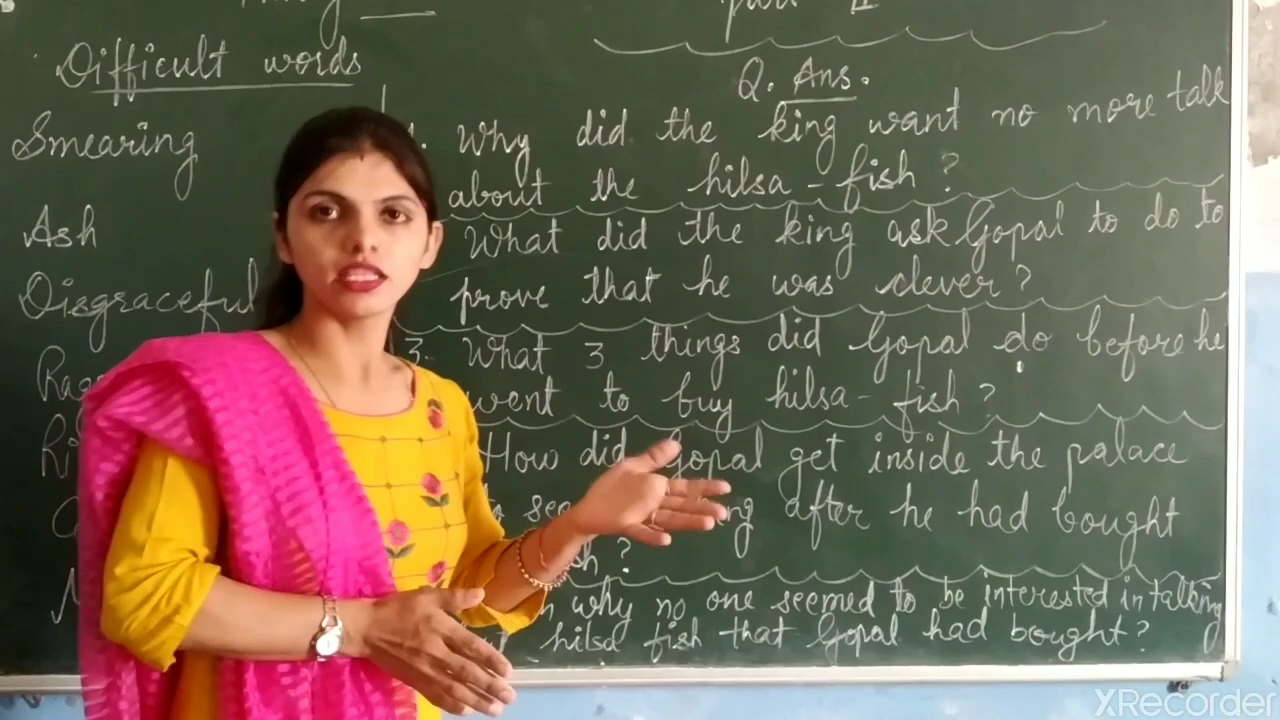 Difficult words
Smearing
Ash
Disgraceful
Q. Ans.
1. Why did the king want no more talk
about the hilsa-fish?
What did the king ask Gopal to do to
prove that he was clever?
3. What 3 things did Gopal do before he
went to buy hilsa-fish?
How did Gopal get inside the palace
after he had bought
?
why no one seemed to be interested in talking
hilsa fish that Gopal had bought?
XRecorder